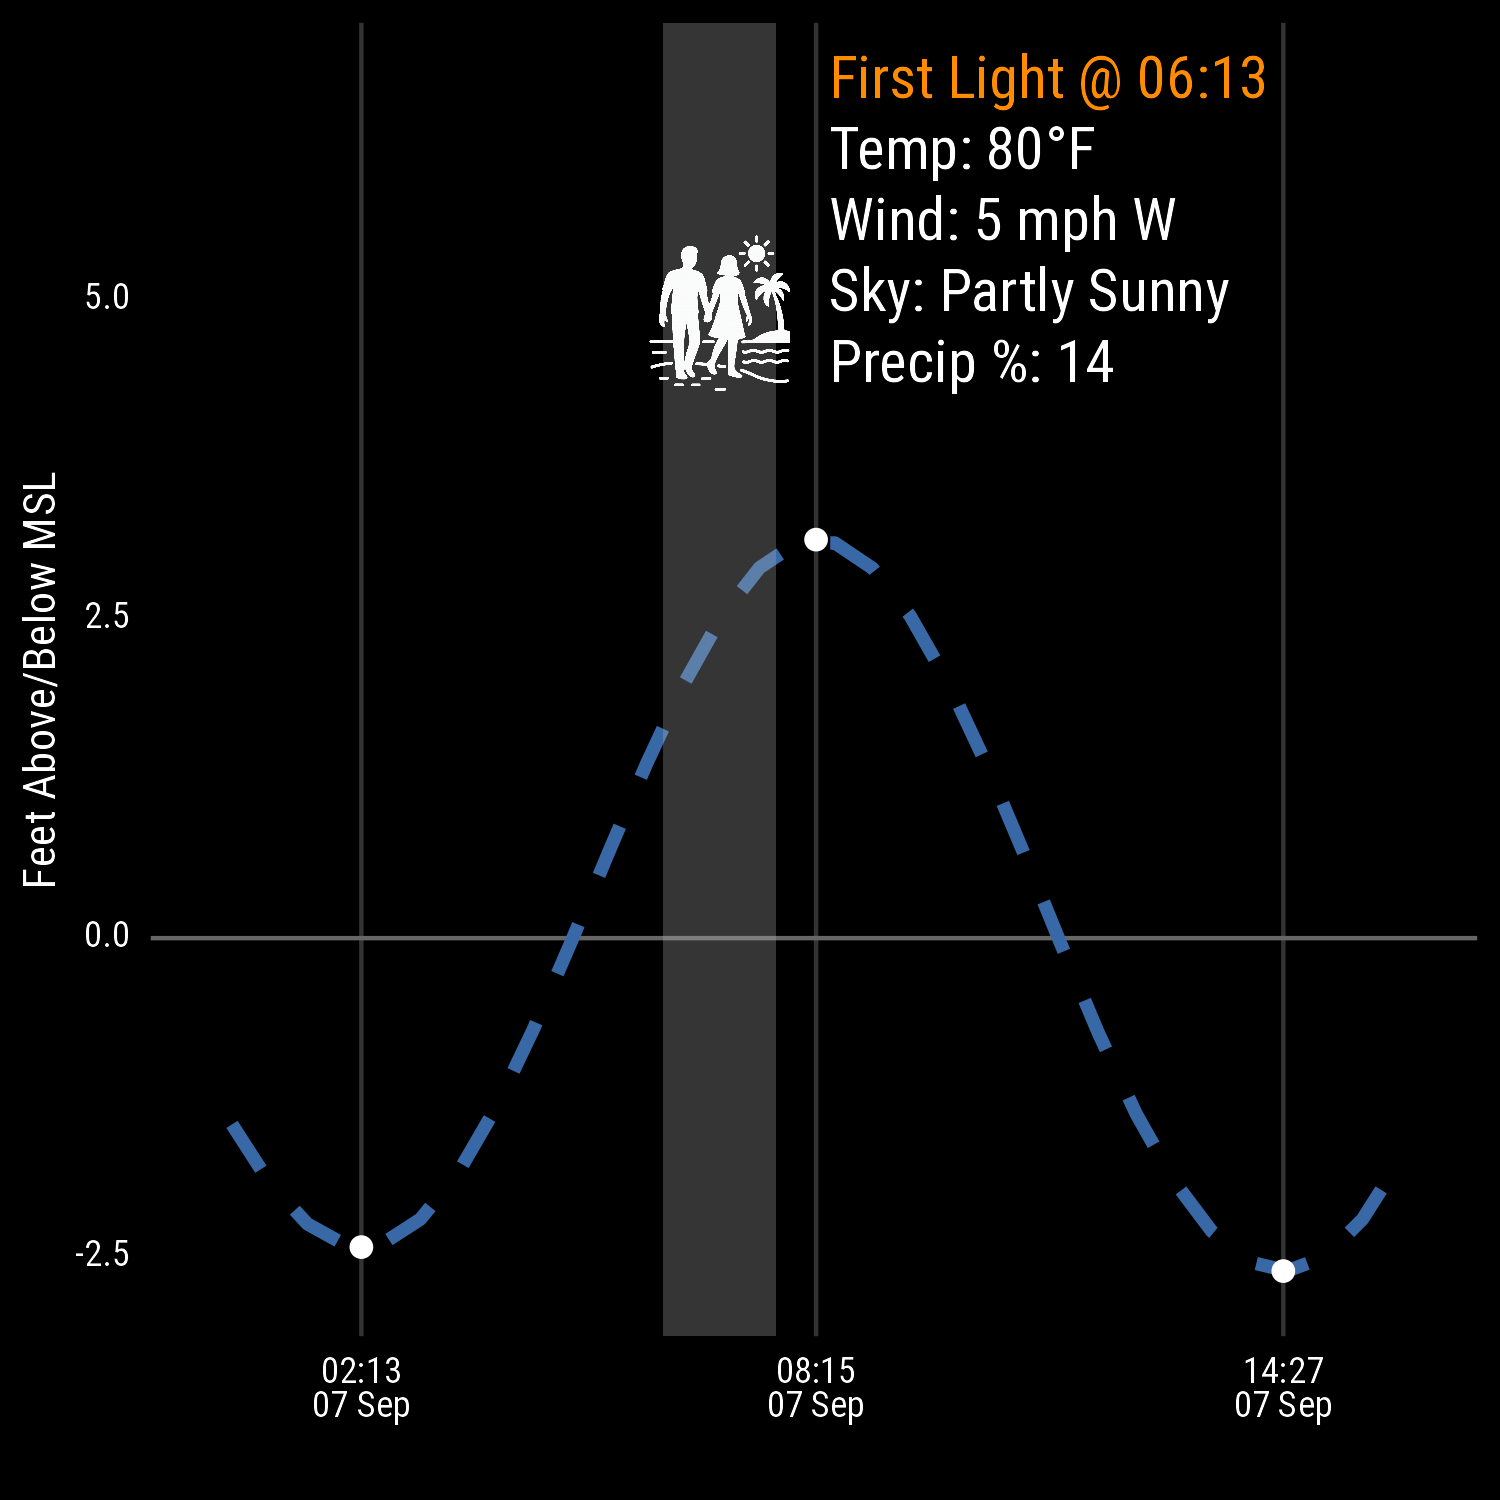 First Light @ 06:13
Temp: 80°F
Wind: 5 mph W
Sky: Partly Sunny
Precip %: 14
Feet Above/Below MSL
5.0
2.5
0.0
-2.5
02:13
07 Sep
08:15
07 Sep
14:27
07 Sep